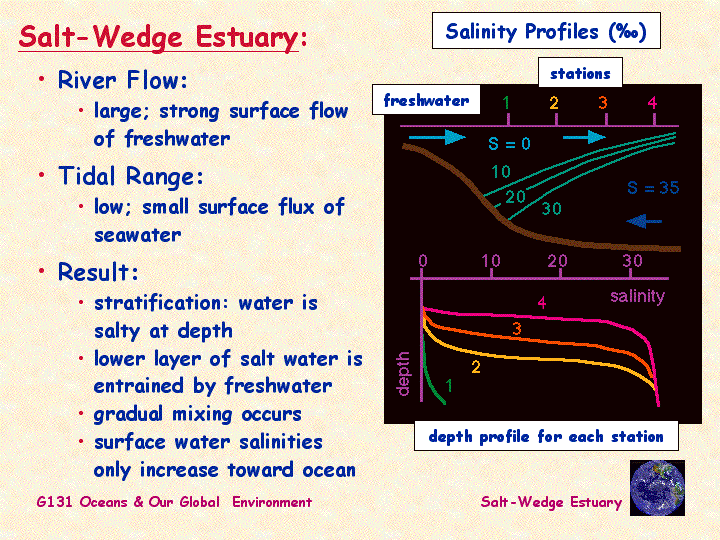 Salt-Wedge Estuary:
• River Flow:
• large; strong surface flow
of freshwater
• Tidal Range:
• low; small surface flux of
seawater
• Result:
• stratification: water is
salty at depth
• lower layer of salt water is
entrained by freshwater
• gradual mixing occurs
• surface water salinities
only increase toward ocean
Salinity Profiles (‰)
stations
freshwater
1 2 3 4
S = 0
10
20
30
S = 35
0 10 20 30
salinity
depth
4
3
2
1
depth profile for each station
G131 Oceans & Our Global Environment
Salt-Wedge Estuary